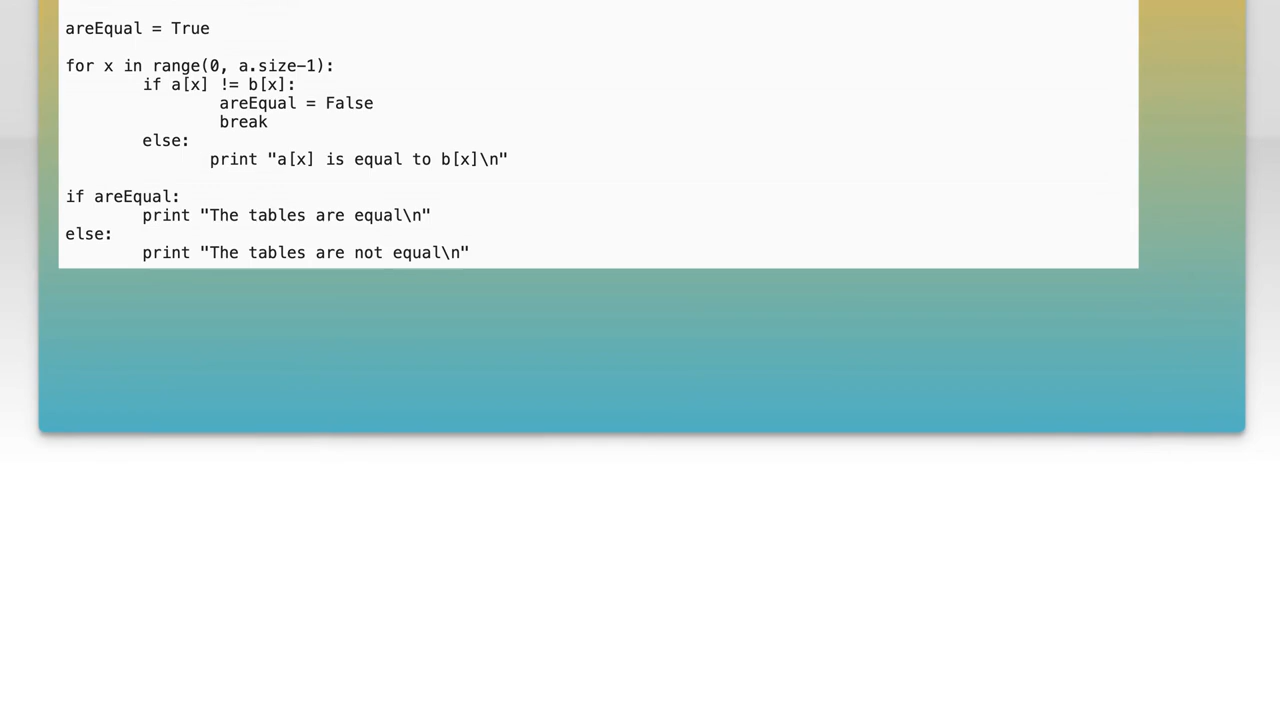 areEqual = True
for x in range(0, a.size-1):
if a[x] != b[x]:
areEqual = False
break
else:
print "a[x] is equal to b[x]\n"
if areEqual:
print "The tables are equal\n"
else:
print "The tables are not equal\n"